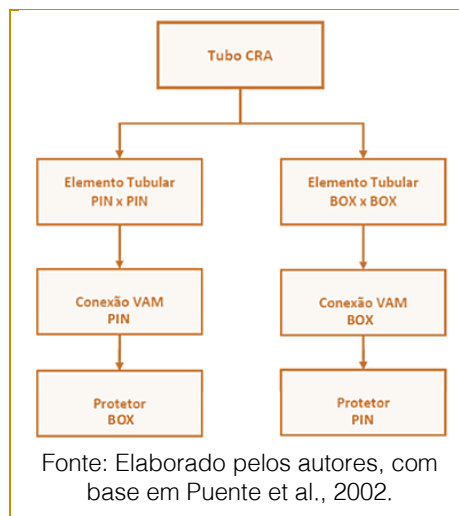 Tubo CRA
Elemento Tubular
PIN x PIN
Elemento Tubular
BOX x BOX
Conexão VAM
PIN
Conexão VAM
BOX
Protetor
BOX
Protetor
PIN
Fonte: Elaborado pelos autores, com
base em Puente et al., 2002.